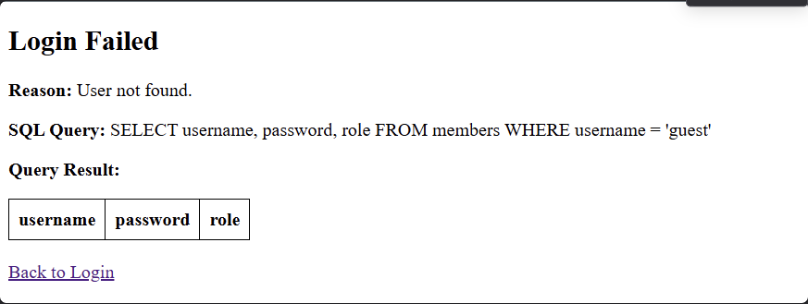 Login Failed
Reason: User not found.
SQL Query: SELECT username, password, role FROM members WHERE username = 'guest'
Query Result:
username password role
Back to Login